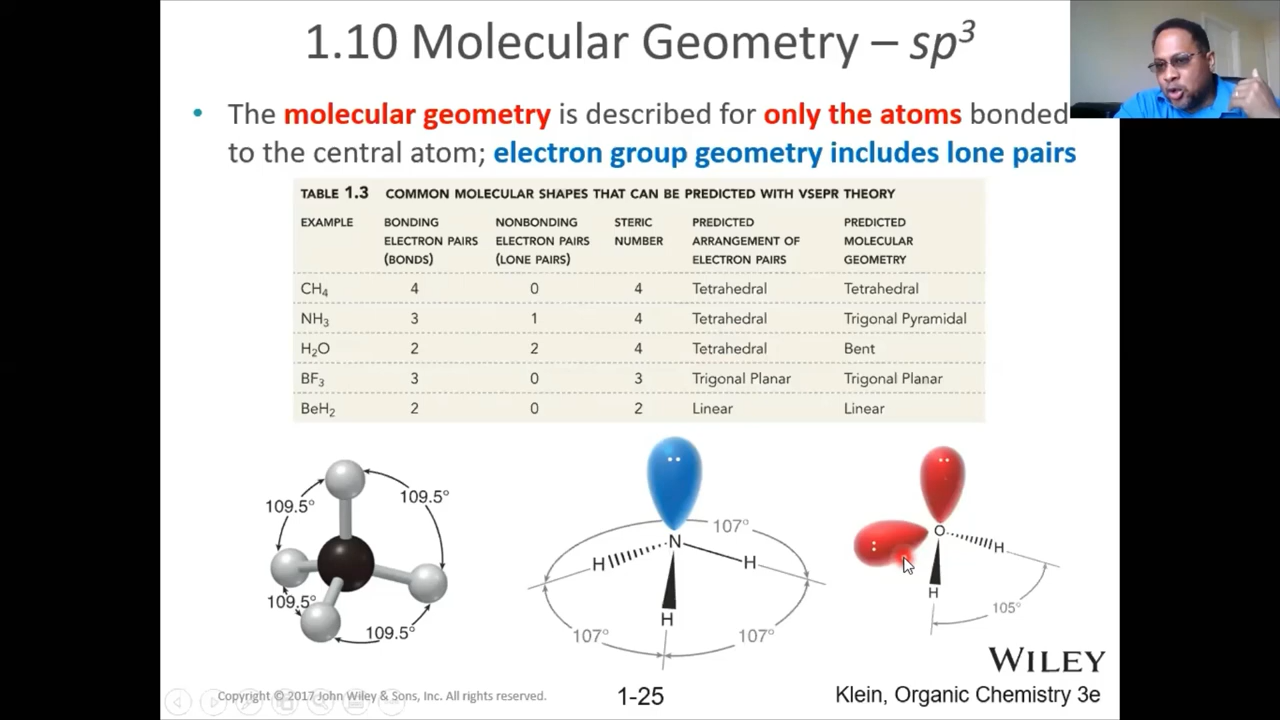 1.10 Molecular Geometry – sp³
• The molecular geometry is described for only the atoms bonded
to the central atom; electron group geometry includes lone pairs
TABLE 1.3 COMMON MOLECULAR SHAPES THAT CAN BE PREDICTED WITH VSEPR THEORY
EXAMPLE BONDING NONBONDING STERIC PREDICTED PREDICTED
ELECTRON PAIRS ELECTRON PAIRS NUMBER ARRANGEMENT OF MOLECULAR
(BONDS) (LONE PAIRS) ELECTRON PAIRS GEOMETRY
CH₄ 4 0 4 Tetrahedral Tetrahedral
NH₃ 3 1 4 Tetrahedral Trigonal Pyramidal
H₂O 2 2 4 Tetrahedral Bent
BF₃ 3 0 3 Trigonal Planar Trigonal Planar
BeH₂ 2 0 2 Linear Linear
109.5°
109.5°
109.5°
109.5°
107°
N
H H
H
107° 107°
O
H
H
105°
WILEY
Copyright © 2017 John Wiley & Sons, Inc. All rights reserved.
1-25
Klein, Organic Chemistry 3e